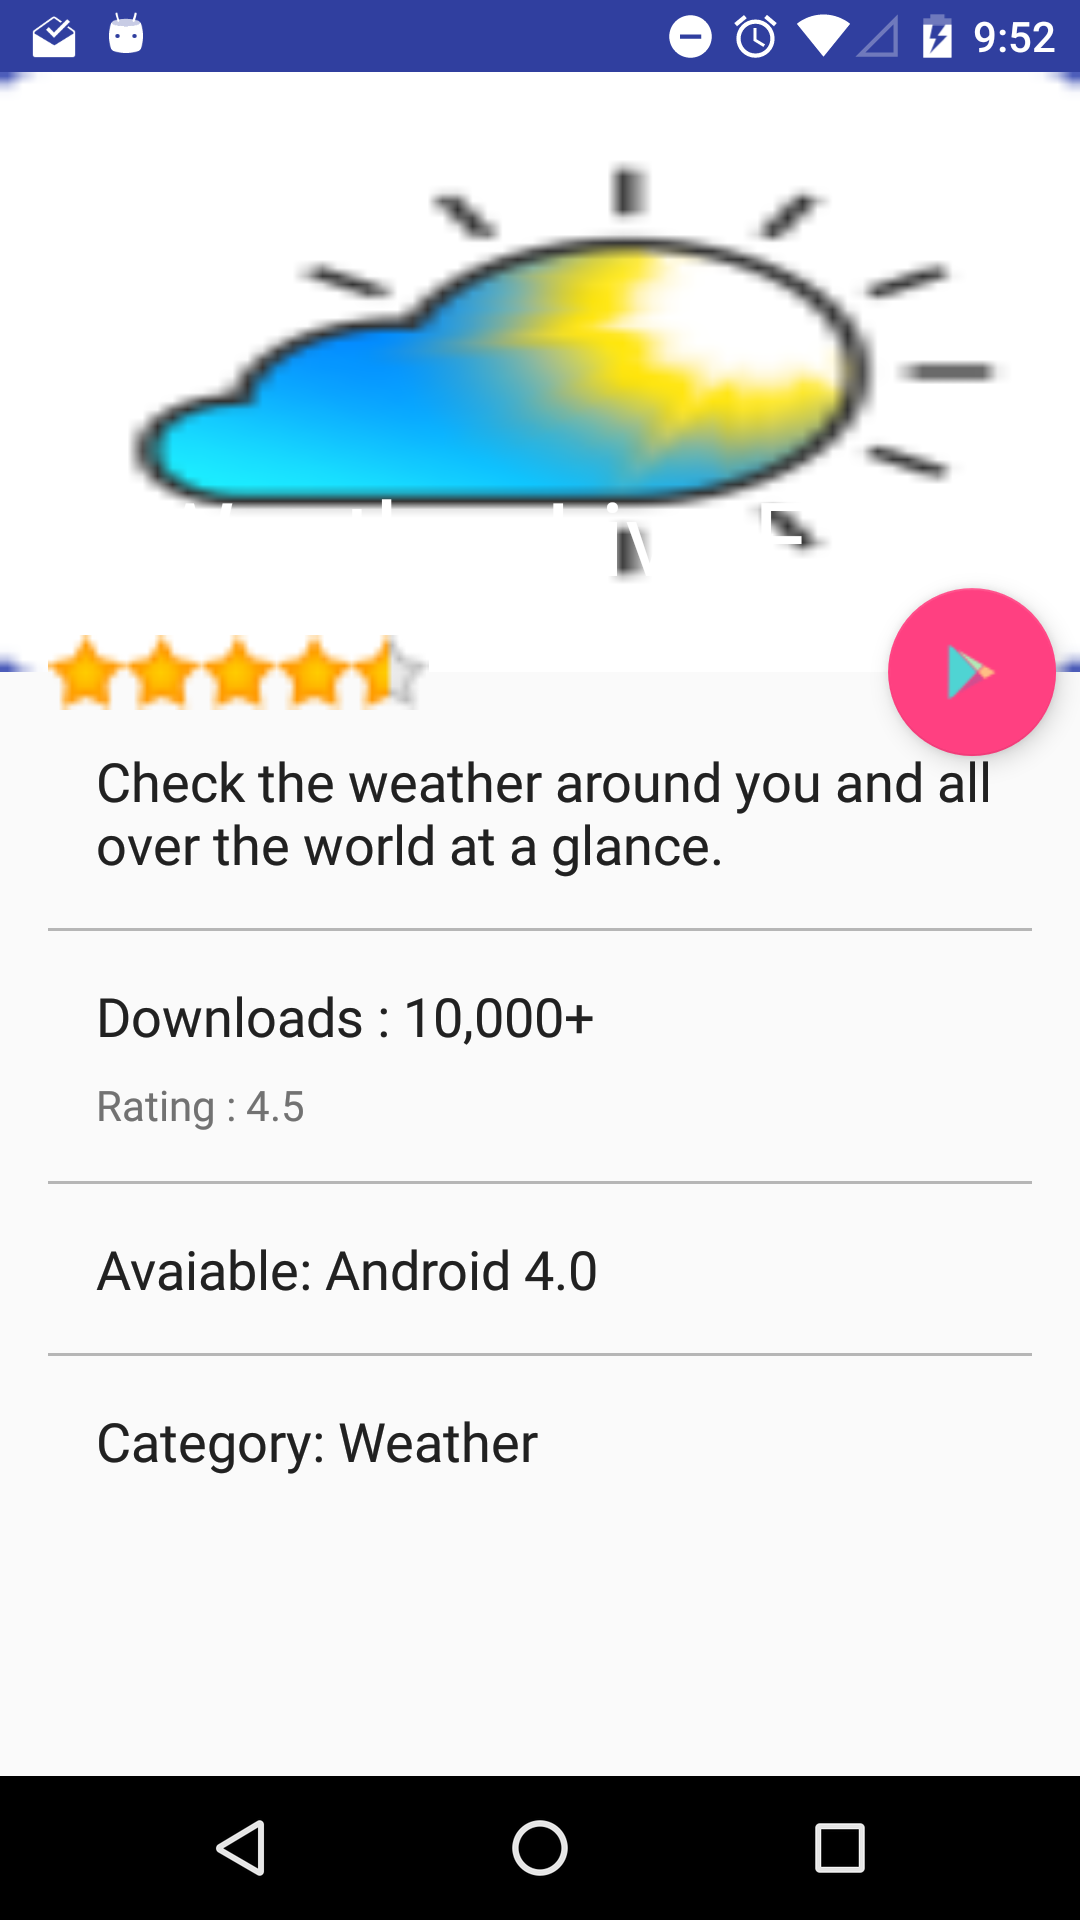 9:52
Check the weather around you and all
over the world at a glance.
Downloads : 10,000+
Rating : 4.5
Avaiable: Android 4.0
Category: Weather